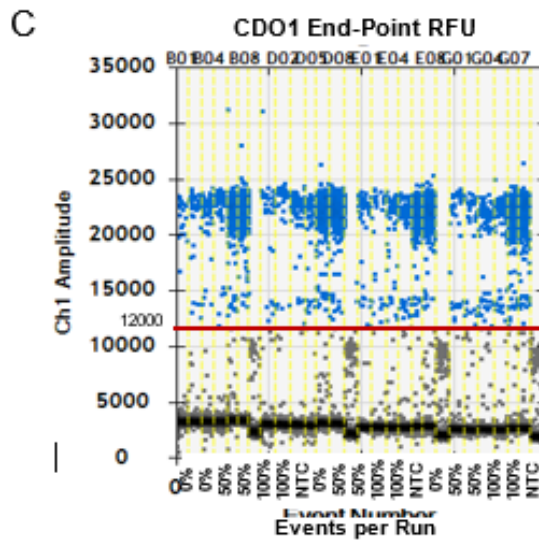 C
CDO1 End-Point RFU
B01 B04 B08 D02 D05 D08 E01 E04 E08 G01 G04 G07
35000
30000
25000
20000
15000
12000
10000
5000
0
Ch1 Amplitude
0 0% 0% 50% 50% 100% 100% NTC 0% 50% 50% 100% 100% NTC 0% 50% 50% 100% 100% NTC
Event Number
Events per Run